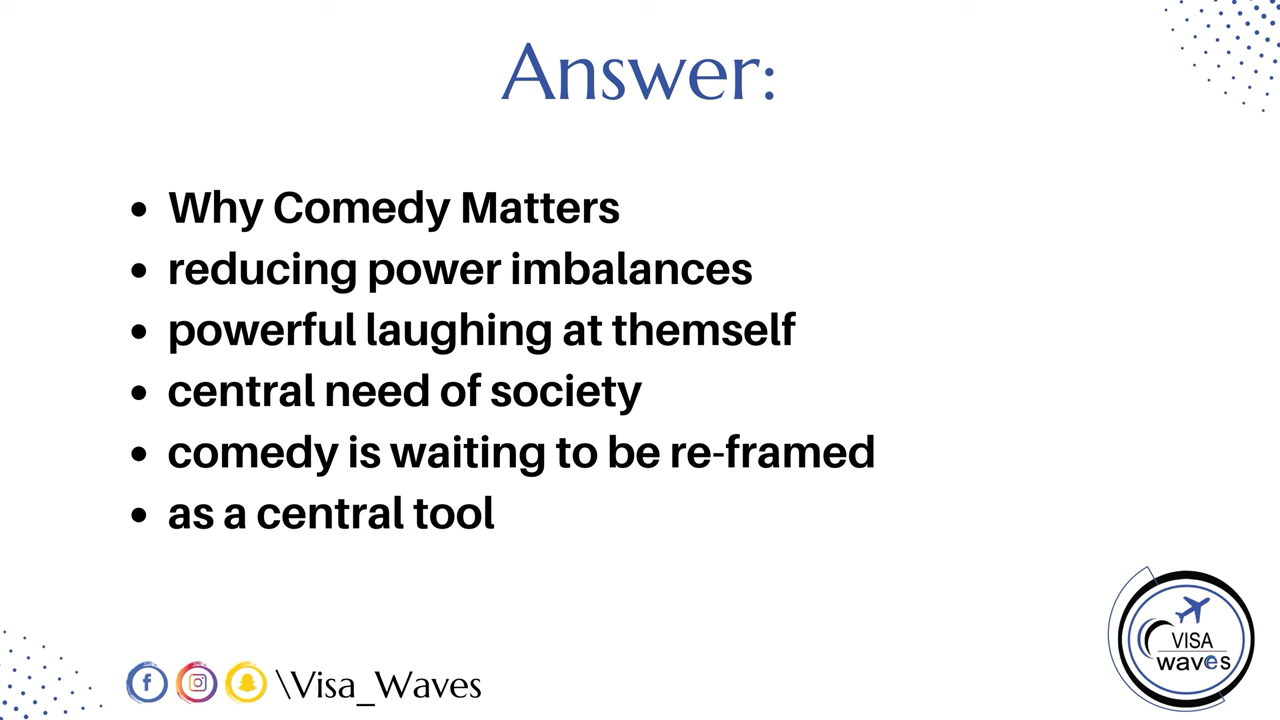 Answer:
• Why Comedy Matters
• reducing power imbalances
• powerful laughing at themself
• central need of society
• comedy is waiting to be re-framed
• as a central tool
\Visa_Waves
VISA
waves